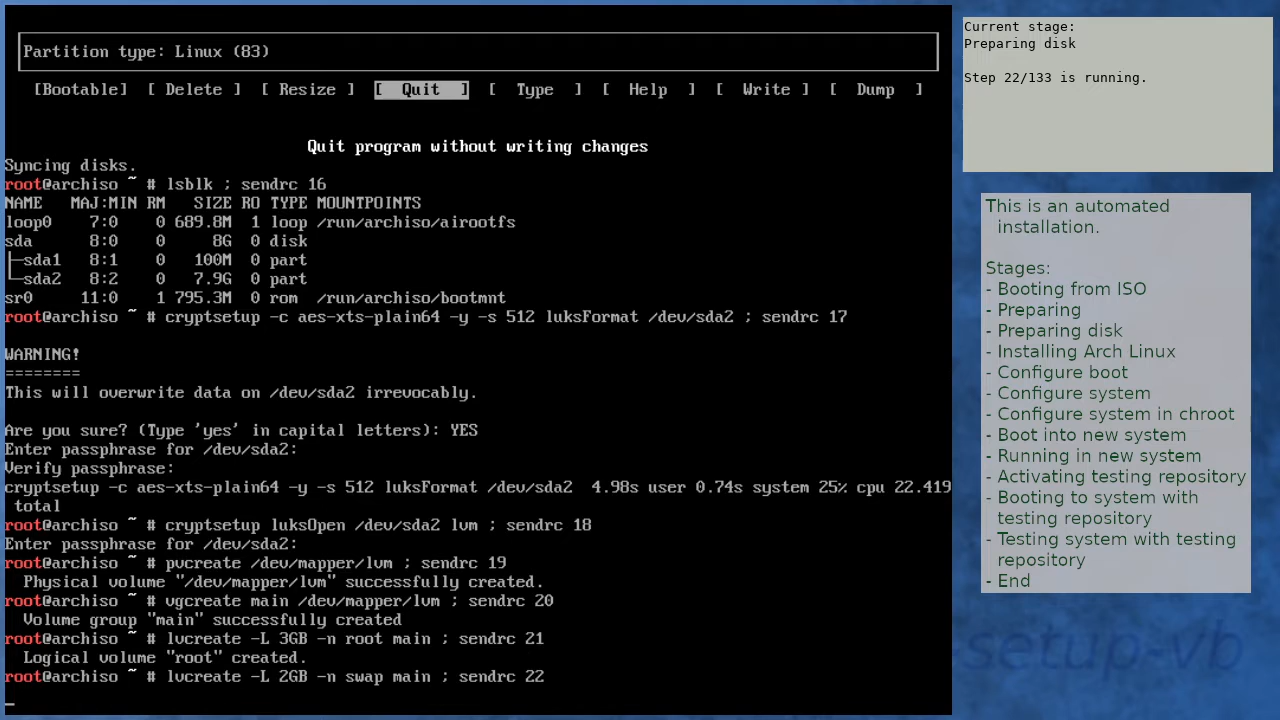 Partition type: Linux (83)
[Bootable] [ Delete ] [ Resize ] [ Quit ] [ Type ] [ Help ] [ Write ] [ Dump ]
Quit program without writing changes
Syncing disks.
root@archiso ~ # lsblk ; sendrc 16
NAME MAJ:MIN RM SIZE RO TYPE MOUNTPOINTS
loop0 7:0 0 689.8M 1 loop /run/archiso/airootfs
sda 8:0 0 8G 0 disk
├─sda1 8:1 0 100M 0 part
└─sda2 8:2 0 7.9G 0 part
sr0 11:0 1 795.3M 0 rom /run/archiso/bootmnt
root@archiso ~ # cryptsetup -c aes-xts-plain64 -y -s 512 luksFormat /dev/sda2 ; sendrc 17
WARNING!
========
This will overwrite data on /dev/sda2 irrevocably.
Are you sure? (Type 'yes' in capital letters): YES
Enter passphrase for /dev/sda2:
Verify passphrase:
cryptsetup -c aes-xts-plain64 -y -s 512 luksFormat /dev/sda2 4.98s user 0.74s system 25% cpu 22.419
total
root@archiso ~ # cryptsetup luksOpen /dev/sda2 lvm ; sendrc 18
Enter passphrase for /dev/sda2:
root@archiso ~ # pvcreate /dev/mapper/lvm ; sendrc 19
Physical volume "/dev/mapper/lvm" successfully created.
root@archiso ~ # vgcreate main /dev/mapper/lvm ; sendrc 20
Volume group "main" successfully created
root@archiso ~ # lvcreate -L 3GB -n root main ; sendrc 21
Logical volume "root" created.
root@archiso ~ # lvcreate -L 2GB -n swap main ; sendrc 22
Current stage:
Preparing disk
Step 22/133 is running.
This is an automated
installation.
Stages:
- Booting from ISO
- Preparing
- Preparing disk
- Installing Arch Linux
- Configure boot
- Configure system
- Configure system in chroot
- Boot into new system
- Running in new system
- Activating testing repository
- Booting to system with
testing repository
- Testing system with testing
repository
- End
setup-vb